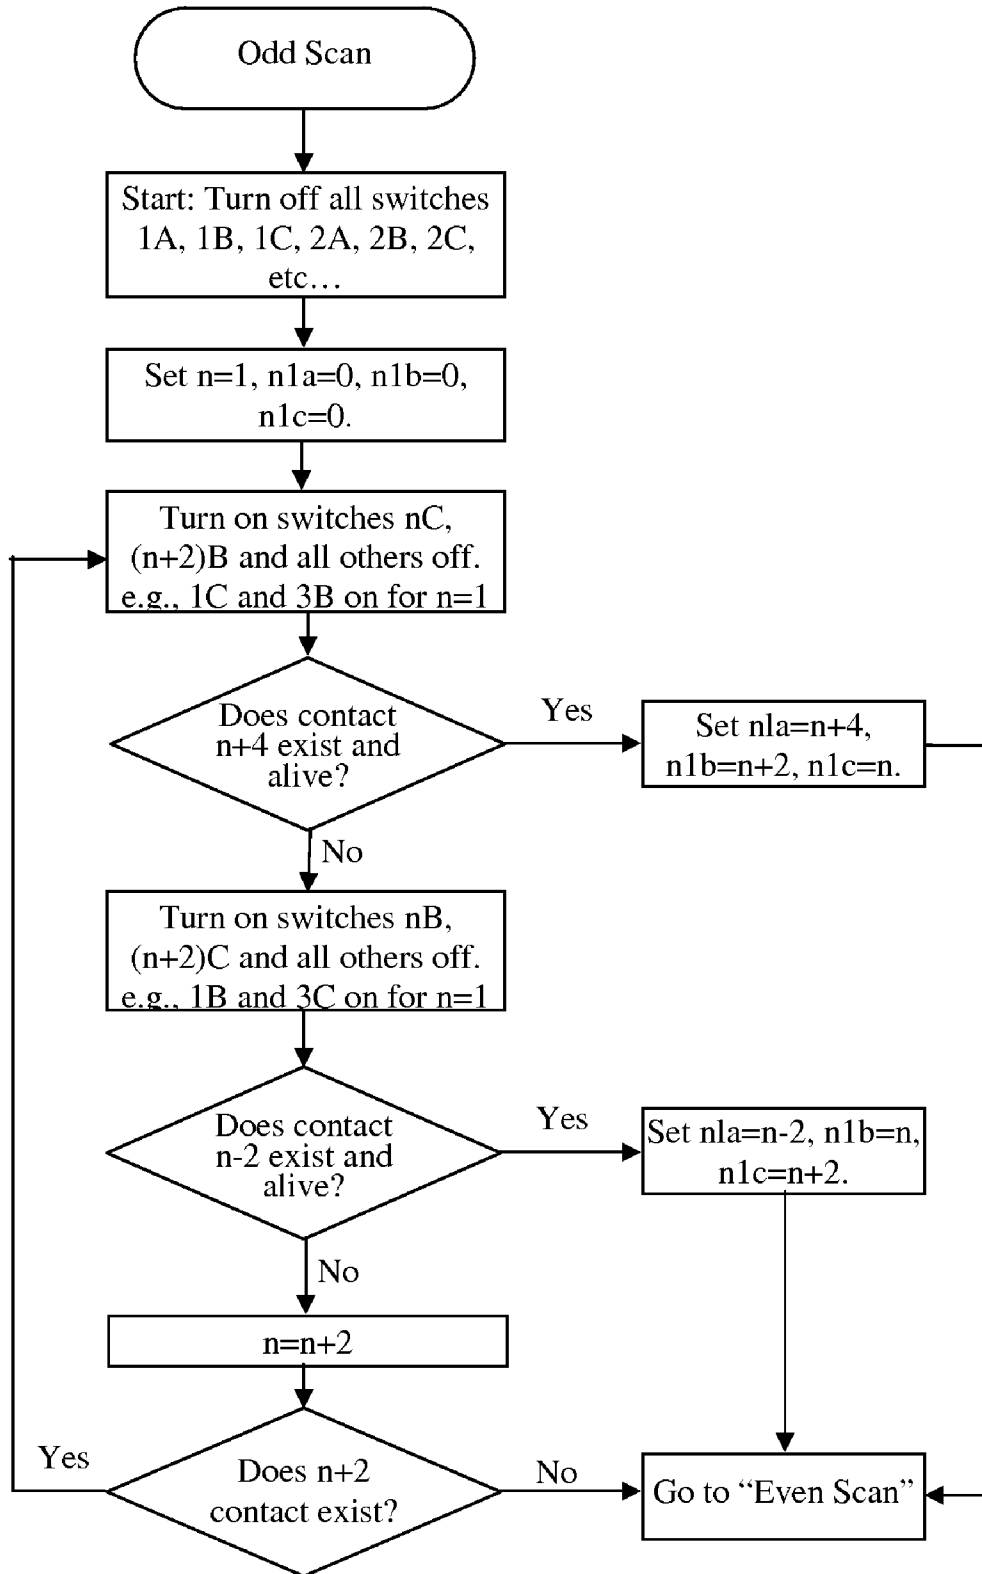 Odd Scan
Start: Turn off all switches
1A, 1B, 1C, 2A, 2B, 2C,
etc…
Set n=1, n1a=0, n1b=0,
n1c=0.
Turn on switches nC,
(n+2)B and all others off.
e.g., 1C and 3B on for n=1
Does contact
n+4 exist and
alive?
Yes
Set nla=n+4,
n1b=n+2, n1c=n.
No
Turn on switches nB,
(n+2)C and all others off.
e.g., 1B and 3C on for n=1
Does contact
n-2 exist and
alive?
Yes
Set nla=n-2, n1b=n,
n1c=n+2.
No
n=n+2
Does n+2
contact exist?
Yes
No
Go to “Even Scan”